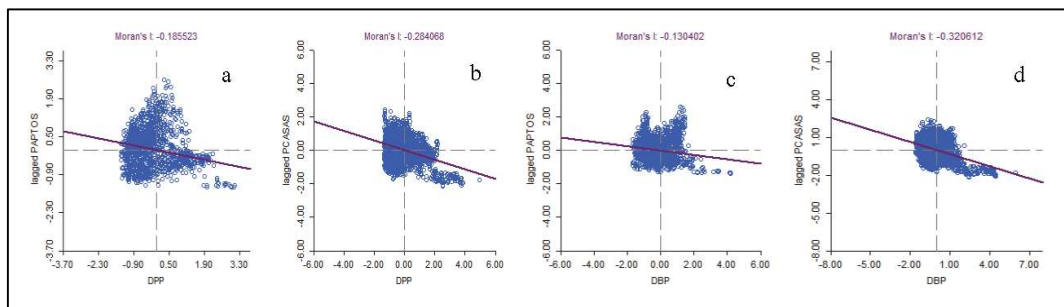 Moran's I: -0.185523
a
lagged PAPTOS
3.30
1.90
0.50
-0.90
-2.30
-3.70
-3.70 -2.30 -0.90 0.50 1.90 3.30
DPP
Moran's I: -0.284068
b
lagged PCASAS
6.00
4.00
2.00
0.00
-2.00
-4.00
-6.00
-6.00 -4.00 -2.00 0.00 2.00 4.00 6.00
DPP
Moran's I: -0.130402
c
lagged PAPTOS
6.00
4.00
2.00
0.00
-2.00
-4.00
-6.00
-6.00 -4.00 -2.00 0.00 2.00 4.00 6.00
DBP
Moran's I: -0.320612
d
lagged PCASAS
7.00
4.00
1.00
-2.00
-5.00
-8.00
-8.00 -5.00 -2.00 1.00 4.00 7.00
DBP